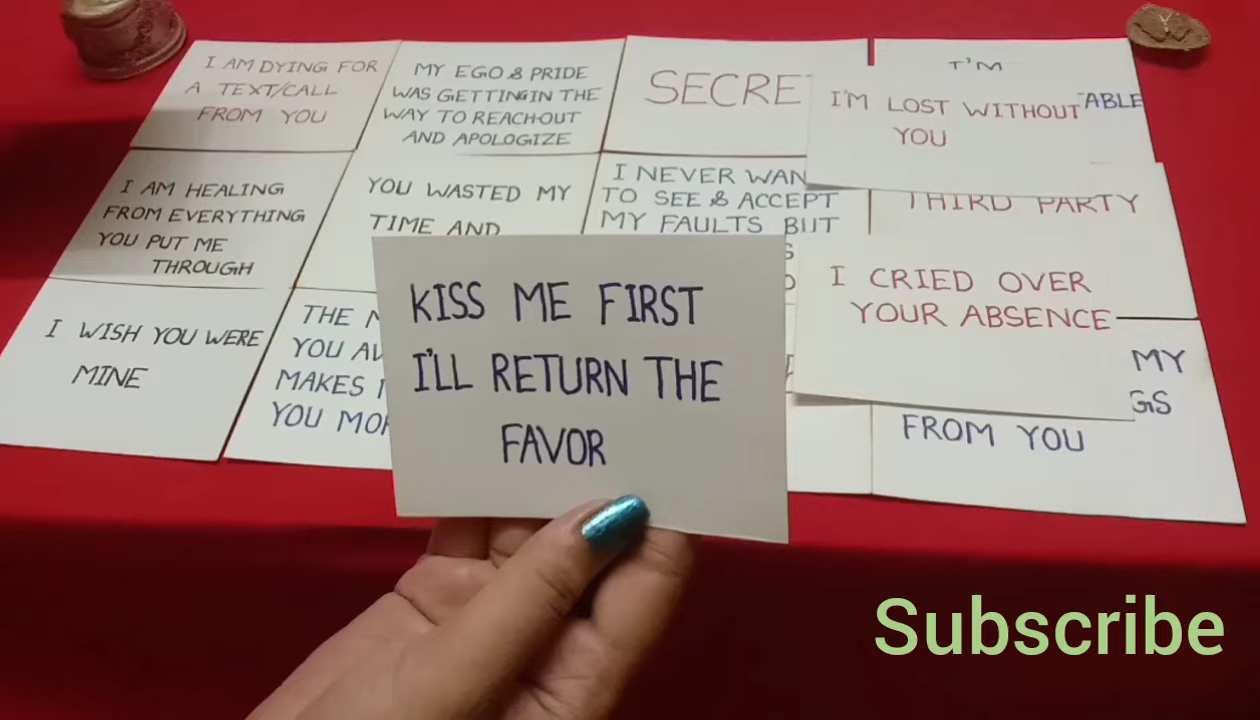 I AM DYING FOR
A TEXT/CALL
FROM YOU
MY EGO & PRIDE
WAS GETTING IN THE
WAY TO REACHOUT
AND APOLOGIZE
SECRE
I'M
ABLE
I'M LOST WITHOUT
YOU
I AM HEALING
FROM EVERYTHING
YOU PUT ME
THROUGH
YOU WASTED MY
TIME AND
I NEVER WAN
TO SEE & ACCEPT
MY FAULTS BUT
THIRD PARTY
I CRIED OVER
YOUR ABSENCE
I WISH YOU WERE
MINE
THE
YOU
MAKES
YOU
KISS ME FIRST
I'LL RETURN THE
FAVOR
MY
GS
FROM YOU
Subscribe